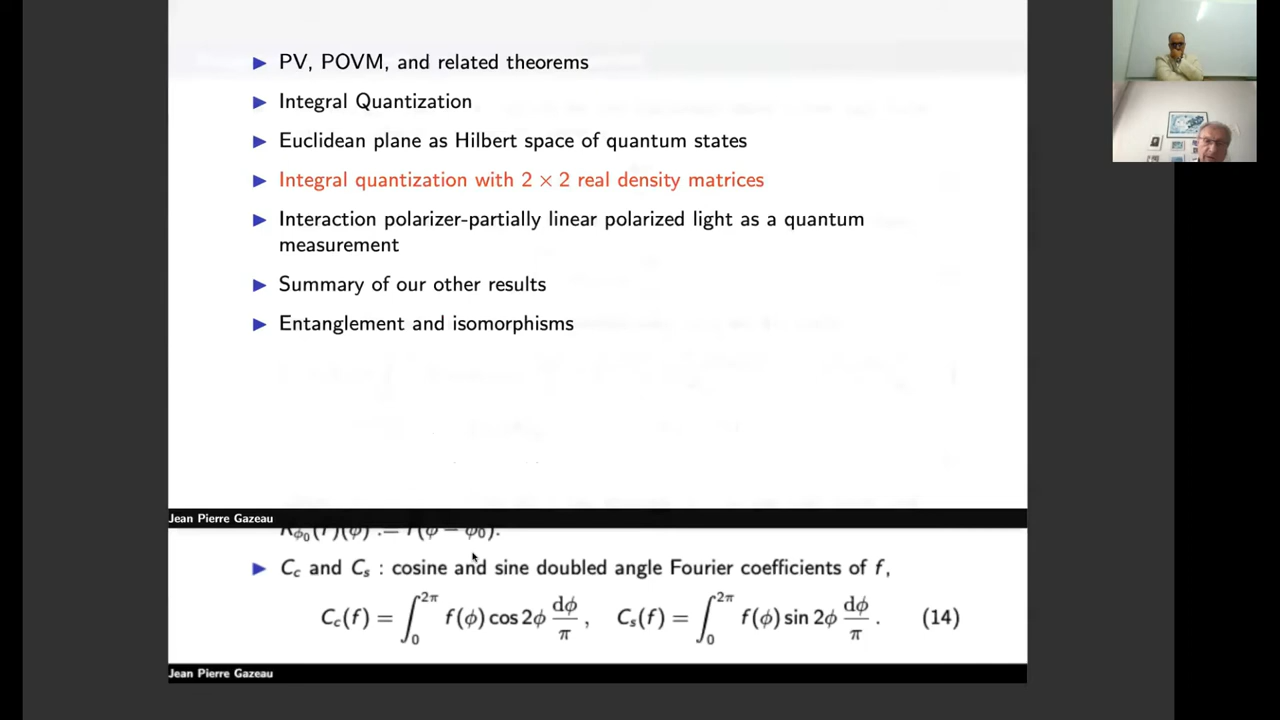 ▶ PV, POVM, and related theorems
▶ Integral Quantization
▶ Euclidean plane as Hilbert space of quantum states
▶ Integral quantization with 2 × 2 real density matrices
▶ Interaction polarizer-partially linear polarized light as a quantum
measurement
▶ Summary of our other results
▶ Entanglement and isomorphisms
Jean Pierre Gazeau
▶ C_c and C_s : cosine and sine doubled angle Fourier coefficients of f,
C_c(f) = ∫_0^{2π} f(ϕ) cos 2ϕ dϕ/π , C_s(f) = ∫_0^{2π} f(ϕ) sin 2ϕ dϕ/π . (14)
Jean Pierre Gazeau